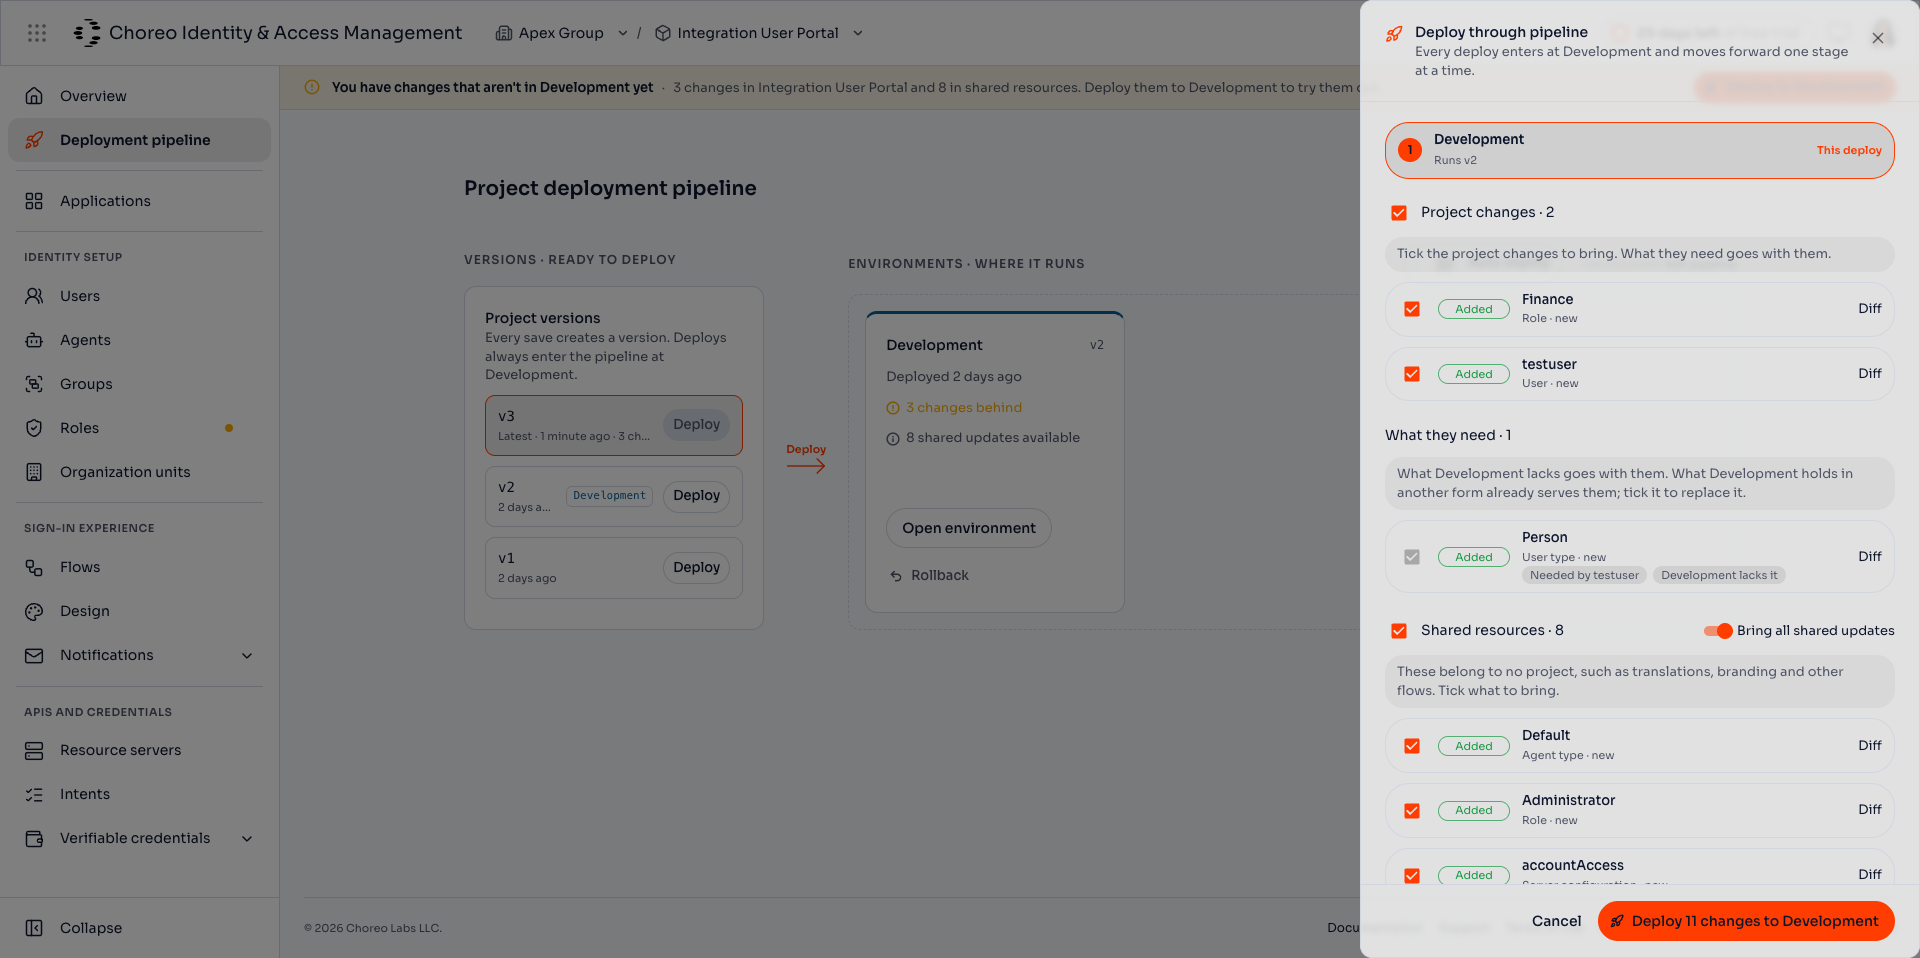 Choreo Identity & Access Management
Apex Group
/
Integration User Portal
You have changes that aren't in Development yet · 3 changes in Integration User Portal and 8 in shared resources. Deploy them to Development to try them
Overview
Deployment pipeline
Applications
IDENTITY SETUP
Users
Agents
Groups
Roles
Organization units
SIGN-IN EXPERIENCE
Flows
Design
Notifications
APIS AND CREDENTIALS
Resource servers
Intents
Verifiable credentials
Collapse
Project deployment pipeline
VERSIONS · READY TO DEPLOY
Project versions
Every save creates a version. Deploys
always enter the pipeline at
Development.
v3
Latest · 1 minute ago · 3 ch...
Deploy
v2
2 days a...
Development
Deploy
v1
2 days ago
Deploy
Deploy
ENVIRONMENTS · WHERE IT RUNS
Development
v2
Deployed 2 days ago
3 changes behind
8 shared updates available
Open environment
Rollback
© 2026 Choreo Labs LLC.
Deploy through pipeline
Every deploy enters at Development and moves forward one stage
at a time.
1
Development
Runs v2
This deploy
Project changes · 2
Tick the project changes to bring. What they need goes with them.
Added
Finance
Role · new
Diff
Added
testuser
User · new
Diff
What they need · 1
What Development lacks goes with them. What Development holds in
another form already serves them; tick it to replace it.
Added
Person
User type · new
Needed by testuser
Development lacks it
Diff
Shared resources · 8
Bring all shared updates
These belong to no project, such as translations, branding and other
flows. Tick what to bring.
Added
Default
Agent type · new
Diff
Added
Administrator
Role · new
Diff
Added
accountAccess
Server configuration · new
Diff
Cancel
Deploy 11 changes to Development